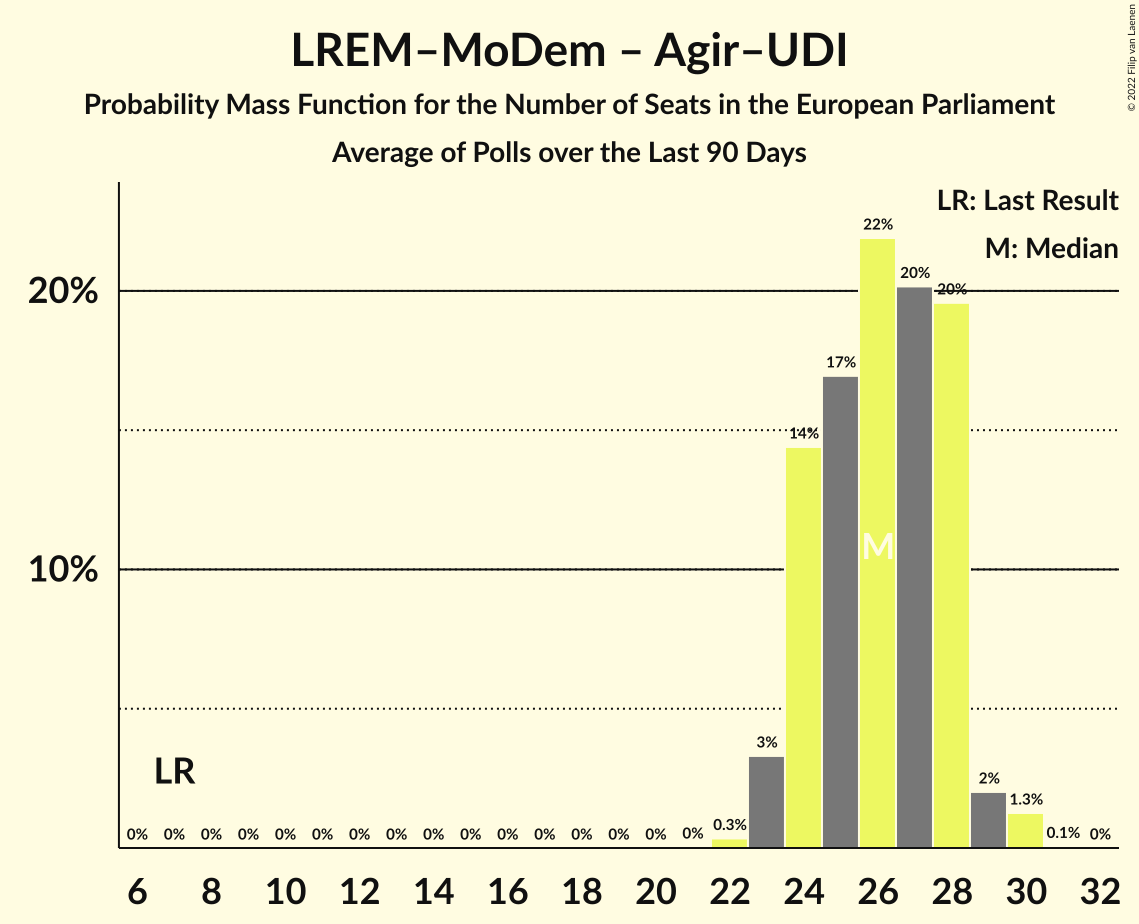 LREM–MoDem – Agir–UDI
Probability Mass Function for the Number of Seats in the European Parliament
Average of Polls over the Last 90 Days
© 2022 Filip van Laenen
LR: Last Result
M: Median
22%
20%
20%
20%
17%
14%
M
10%
3%
LR
2%
1.3%
0% 0% 0% 0% 0% 0% 0% 0% 0% 0% 0% 0% 0% 0% 0% 0% 0.3% 0.1% 0%
6 8 10 12 14 16 18 20 22 24 26 28 30 32